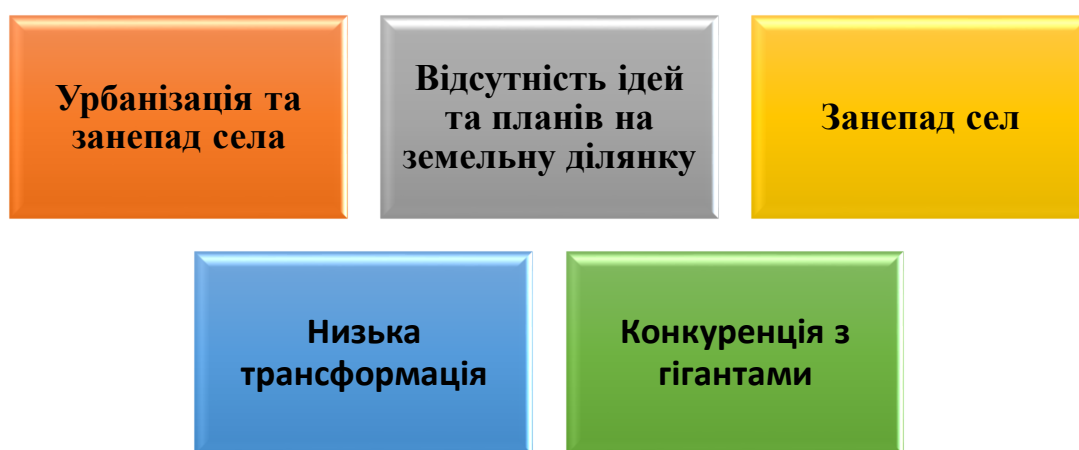 Урбанізація та
занепад села
Відсутність ідей
та планів на
земельну ділянку
Занепад сел
Низька
трансформація
Конкуренція з
гігантами